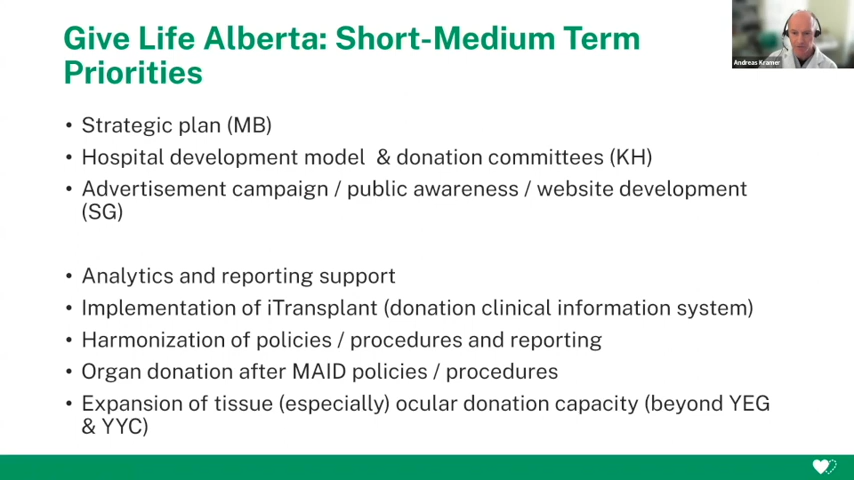 Give Life Alberta: Short-Medium Term
Priorities
Andreas Kramer
• Strategic plan (MB)
• Hospital development model & donation committees (KH)
• Advertisement campaign / public awareness / website development
(SG)
• Analytics and reporting support
• Implementation of iTransplant (donation clinical information system)
• Harmonization of policies / procedures and reporting
• Organ donation after MAID policies / procedures
• Expansion of tissue (especially) ocular donation capacity (beyond YEG
& YYC)